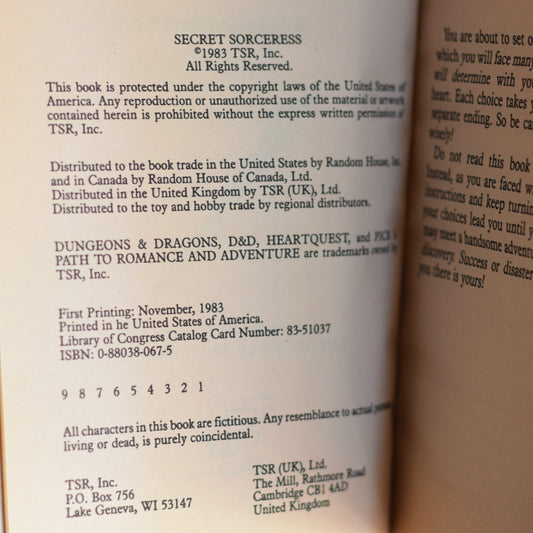 SECRET SORCERESS
©1983 TSR, Inc.
All Rights Reserved.
This book is protected under the copyright laws of the United States of
America. Any reproduction or unauthorized use of the material or artwork
contained herein is prohibited without the express written permission of
TSR, Inc.
Distributed to the book trade in the United States by Random House, Inc.
and in Canada by Random House of Canada, Ltd.
Distributed in the United Kingdom by TSR (UK), Ltd.
Distributed to the toy and hobby trade by regional distributors.
DUNGEONS & DRAGONS, D&D, HEARTQUEST, and PICK A
PATH TO ROMANCE AND ADVENTURE are trademarks owned by
TSR, Inc.
First Printing: November, 1983
Printed in he United States of America.
Library of Congress Catalog Card Number: 83-51037
ISBN: 0-88038-067-5
9 8 7 6 5 4 3 2 1
All characters in this book are fictitious. Any resemblance to actual persons,
living or dead, is purely coincidental.
TSR, Inc.
P.O. Box 756
Lake Geneva, WI 53147
TSR (UK), Ltd.
The Mill, Rathmore Road
Cambridge CB1 4AD
United Kingdom
You are about to set o
which you will face many
will determine with you
heart. Each choice takes y
separate ending. So be ca
wisely!
Do not read this book
Instead, as you are faced w
instructions and keep turnin
your choices lead you until y
may meet a handsome adventu
discovery. Success or disaster
you there is yours!